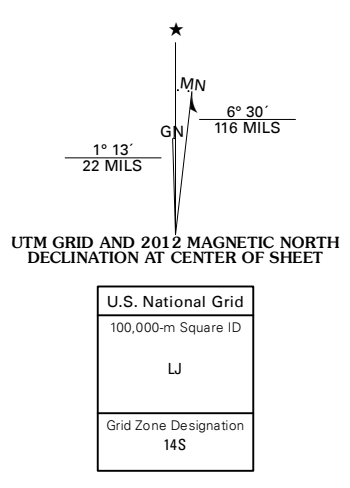 ★
MN
6° 30´
116 MILS
GN
1° 13´
22 MILS
UTM GRID AND 2012 MAGNETIC NORTH
DECLINATION AT CENTER OF SHEET
U.S. National Grid
100,000-m Square ID
LJ
Grid Zone Designation
14S